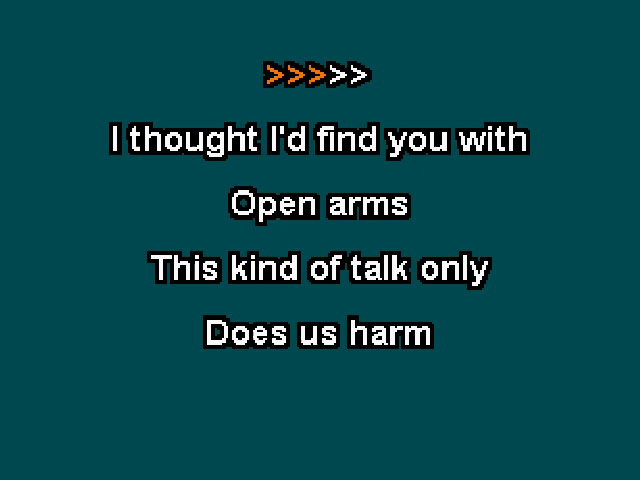 >>>>>
I thought I'd find you with
Open arms
This kind of talk only
Does us harm